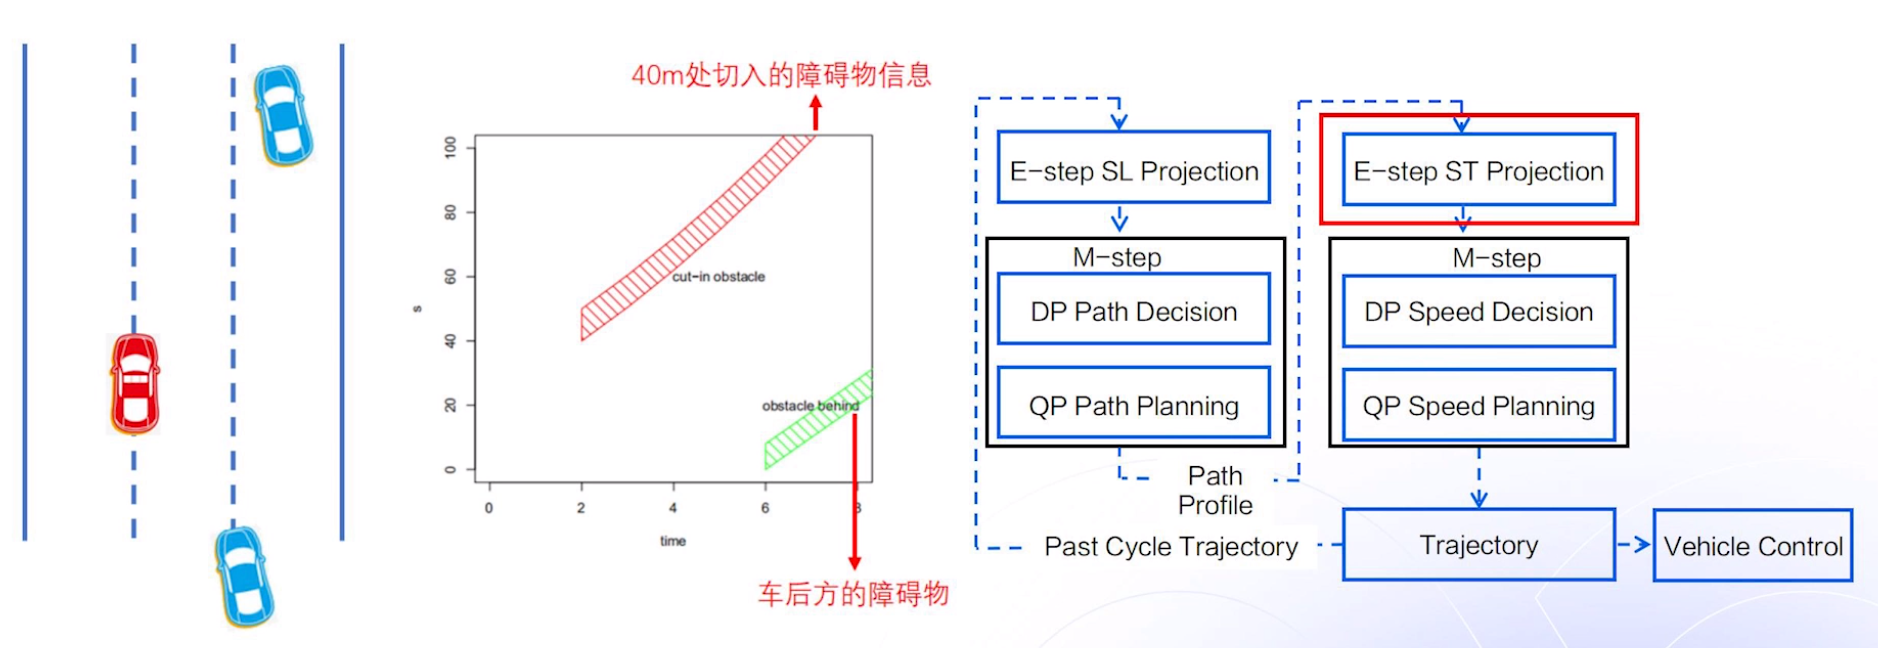 40m处切入的障碍物信息
100
80
60
40
20
0
s
cut-in obstacle
obstacle behind
0
2
4
6
8
time
车后方的障碍物
E-step SL Projection
M-step
DP Path Decision
QP Path Planning
E-step ST Projection
M-step
DP Speed Decision
QP Speed Planning
Path
Profile
Past Cycle Trajectory
Trajectory
Vehicle Control